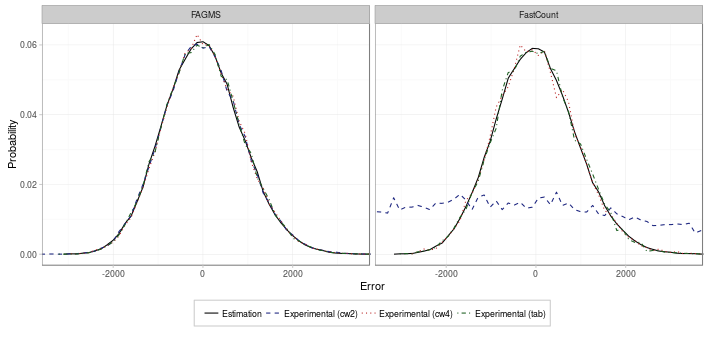 FAGMS FastCount
0.06
0.04
0.02
0.00
Probability
-2000 0 2000 -2000 0 2000
Error
Estimation Experimental (cw2) Experimental (cw4) Experimental (tab)